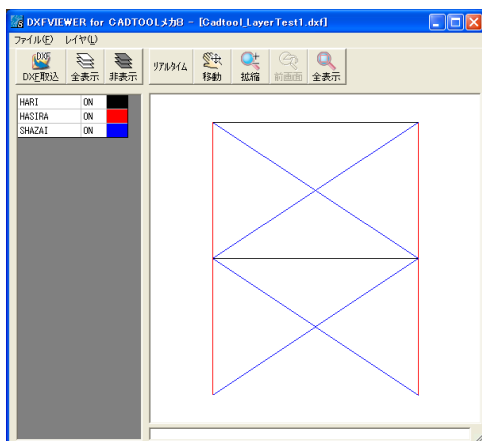 DXFVIEWER for CADTOOLメカ8 - [Cadtool_LayerTest1.dxf]
ファイル(F) レイヤ(L)
DXF
DXF取込 全表示 非表示 リアルタイム 移動 拡縮 前画面 全表示
HARI ON
HASIRA ON
SHAZAI ON